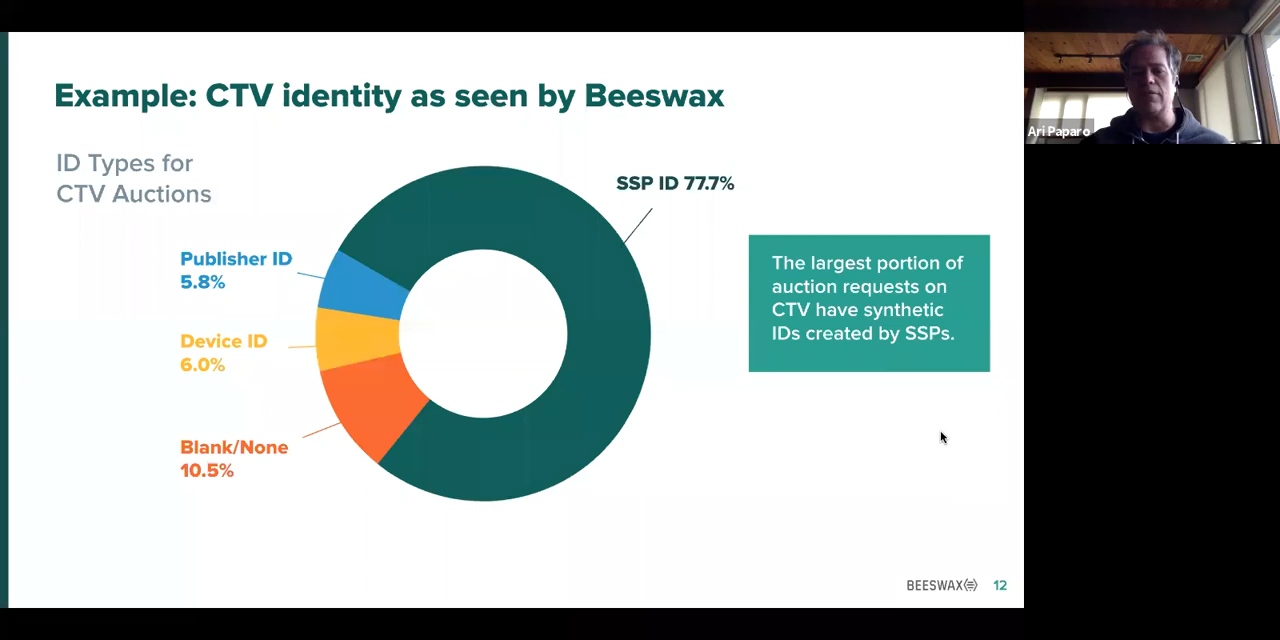 Example: CTV identity as seen by Beeswax
ID Types for
CTV Auctions
SSP ID 77.7%
Publisher ID
5.8%
Device ID
6.0%
Blank/None
10.5%
The largest portion of
auction requests on
CTV have synthetic
IDs created by SSPs.
BEESWAX
12
Ari Paparo